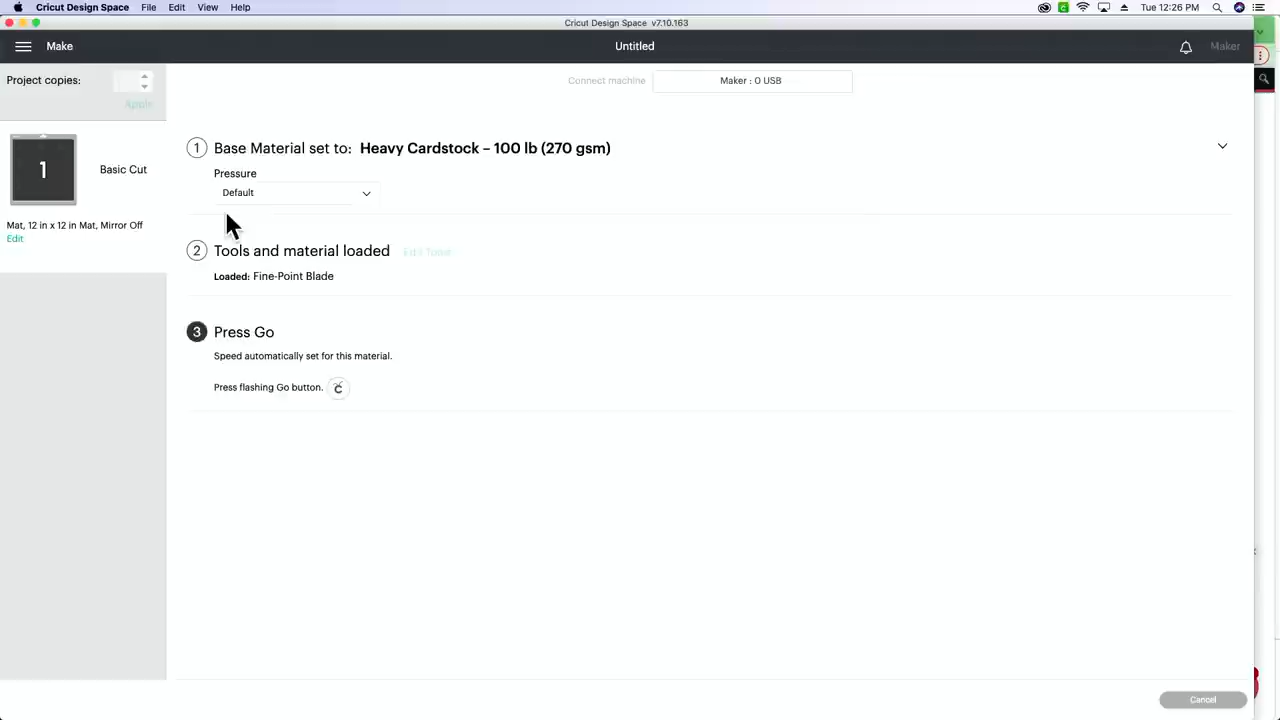 Cricut Design Space File Edit View Help Tue 12:26 PM
Cricut Design Space v7.10.163
Make Untitled Maker
Project copies:
Apply
Connect machine Maker : 0 USB
1 Base Material set to: Heavy Cardstock – 100 lb (270 gsm)
Pressure
Default
1 Basic Cut
Mat, 12 in x 12 in Mat, Mirror Off
Edit
2 Tools and material loaded Edit Tools
Loaded: Fine-Point Blade
3 Press Go
Speed automatically set for this material.
Press flashing Go button. C
Cancel